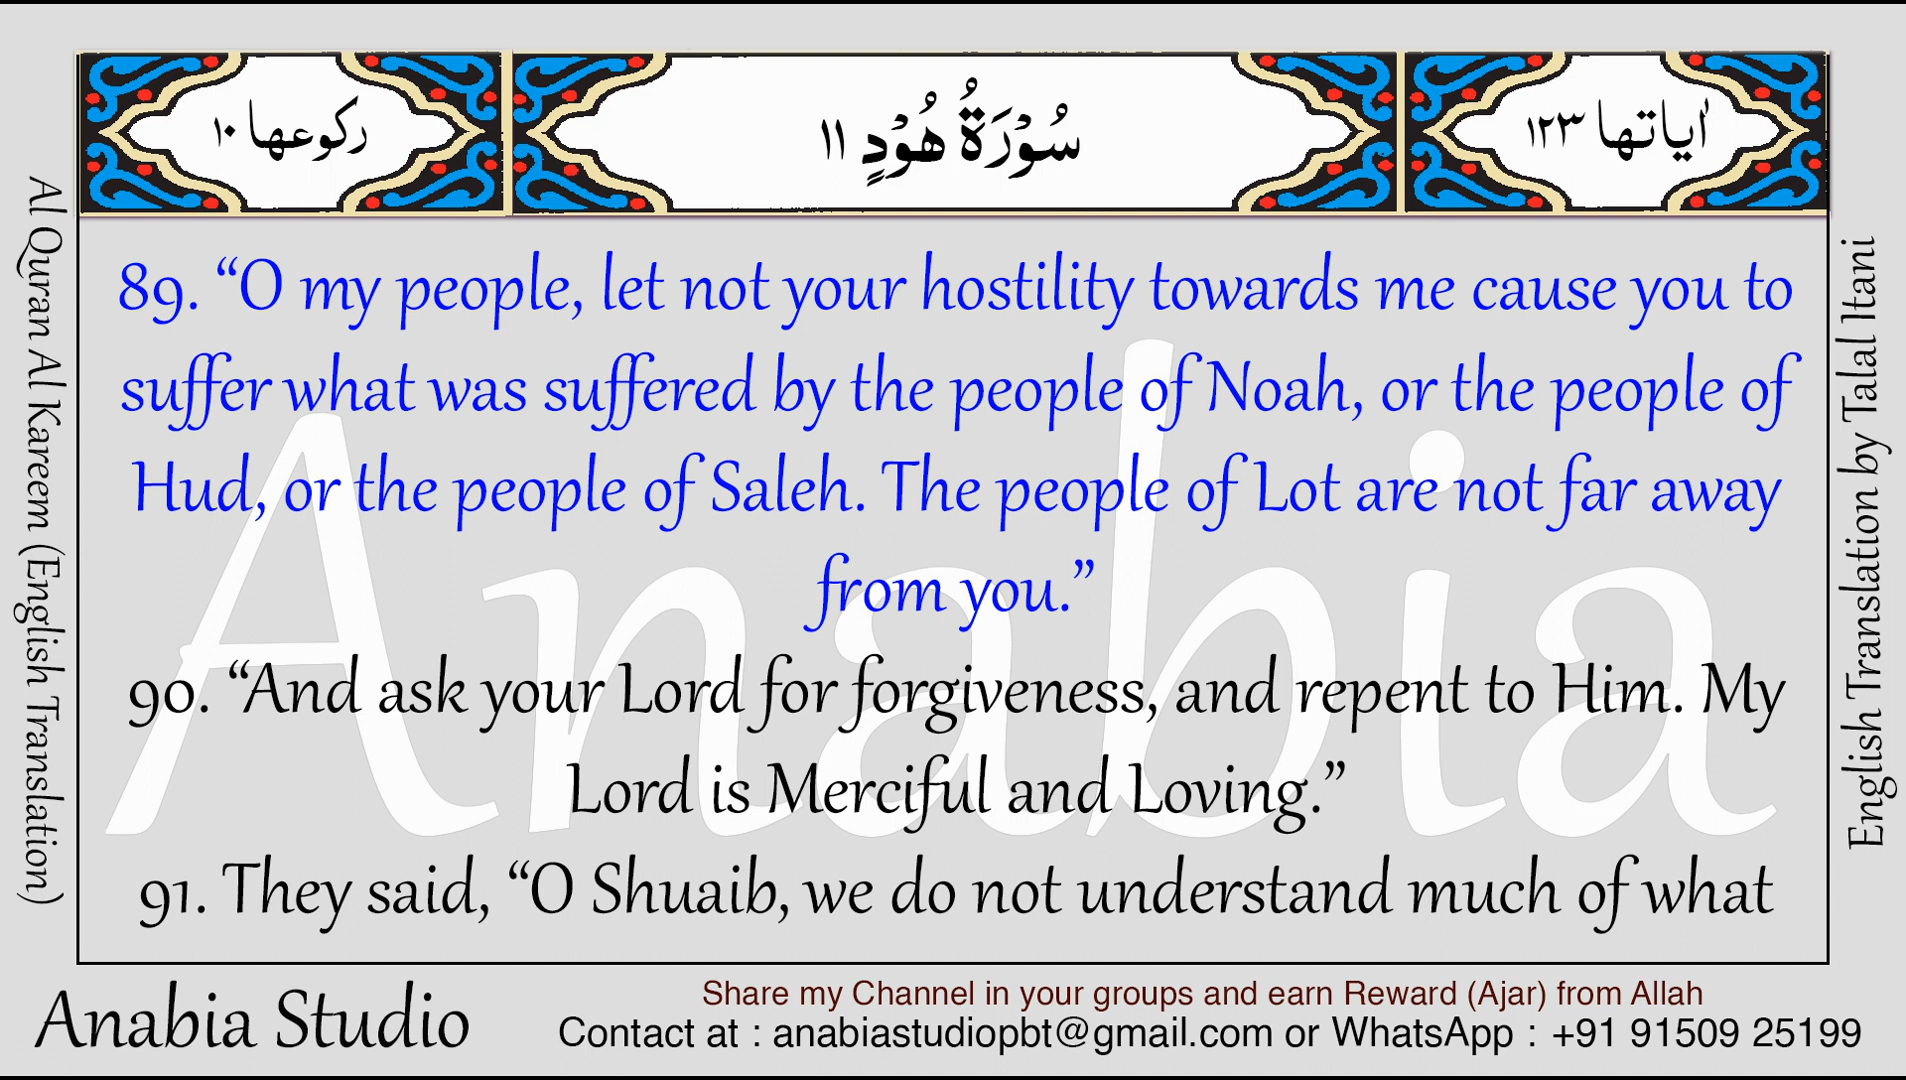 رکوعها ١٠
سُوْرَةُ هُوْدٍ ١١
اٰیاتها ١٢٣
Al Quran Al Kareem (English Translation)
89. “O my people, let not your hostility towards me cause you to
suffer what was suffered by the people of Noah, or the people of
Hud, or the people of Saleh. The people of Lot are not far away
from you.”
90. “And ask your Lord for forgiveness, and repent to Him. My
Lord is Merciful and Loving.”
91. They said, “O Shuaib, we do not understand much of what
Anabia
English Translation by Talal Itani
Anabia Studio
Share my Channel in your groups and earn Reward (Ajar) from Allah
Contact at : anabiastudiopbt@gmail.com or WhatsApp : +91 91509 25199